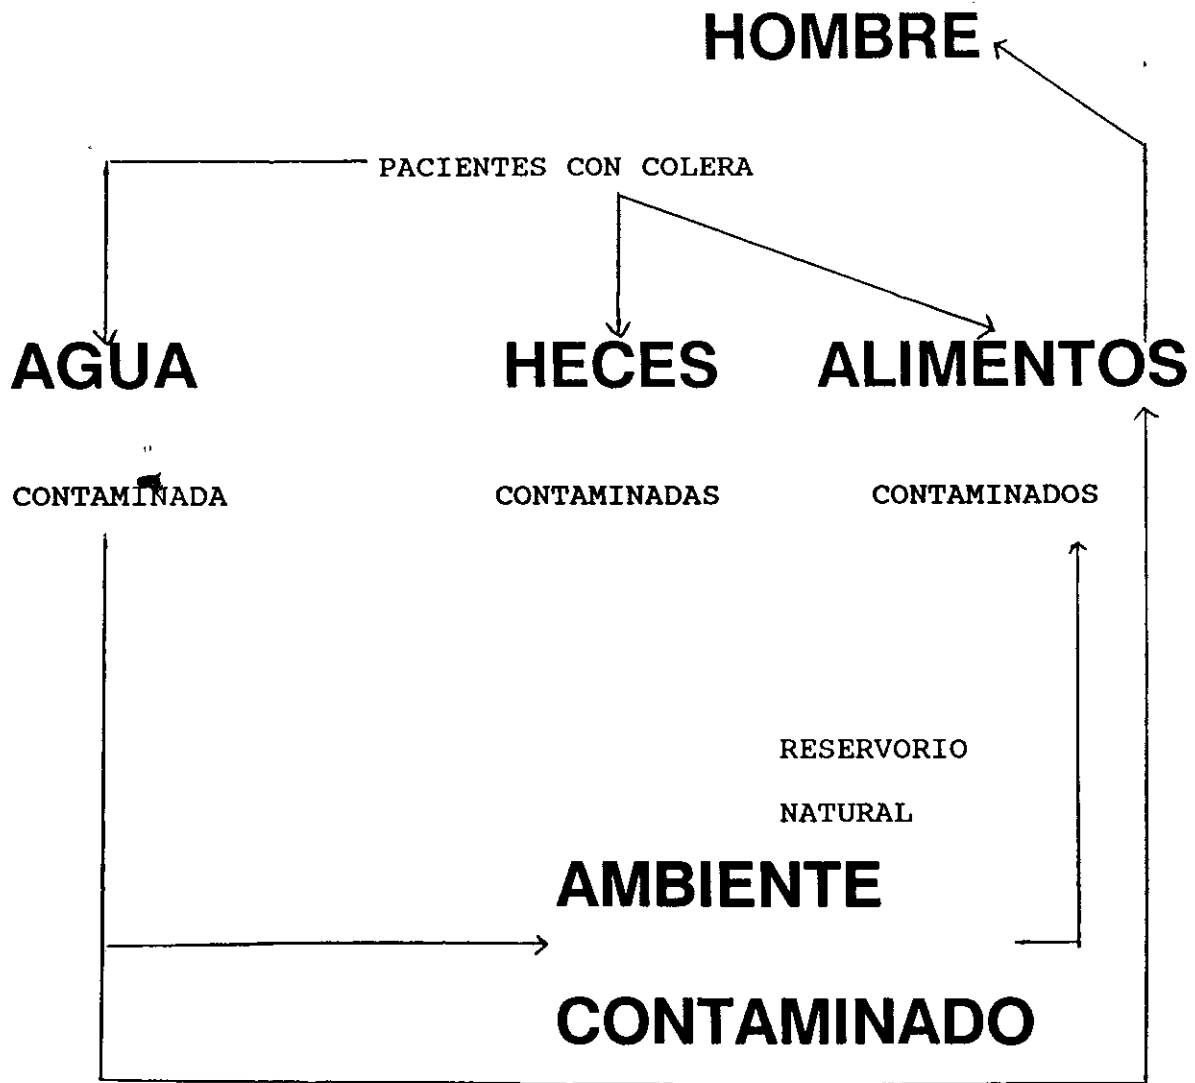 HOMBRE
PACIENTES CON COLERA
AGUA HECES ALIMENTOS
CONTAMINADA CONTAMINADAS CONTAMINADOS
RESERVORIO
NATURAL
AMBIENTE
CONTAMINADO